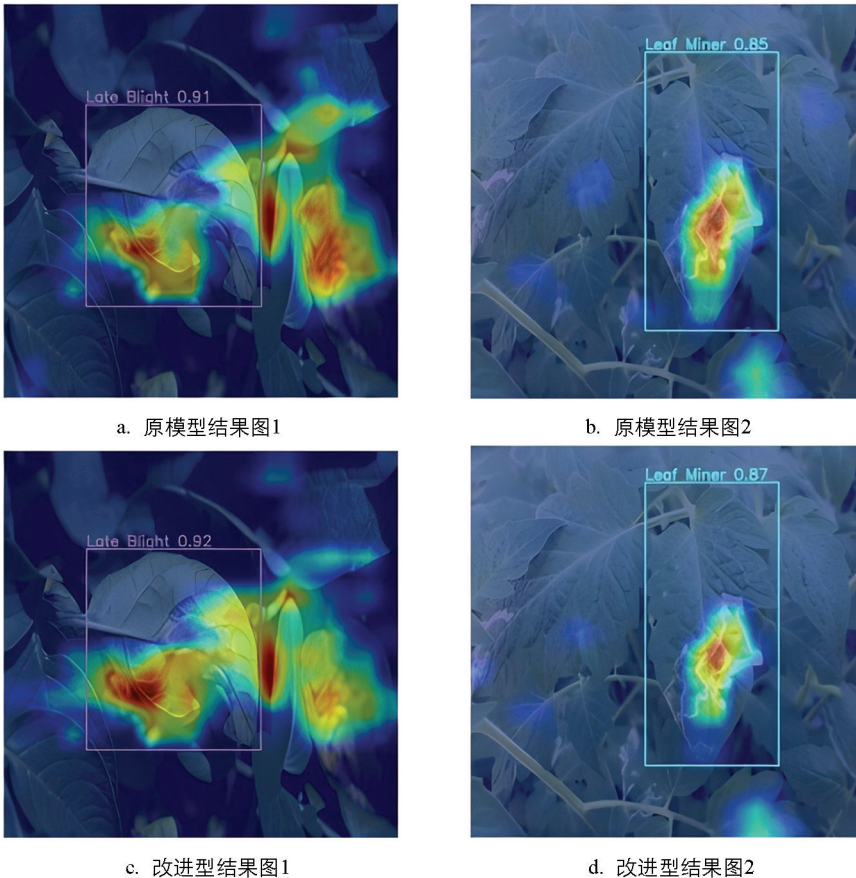 Late Blight 0.91
Leaf Miner 0.85
a. 原模型结果图1
b. 原模型结果图2
Late Blight 0.92
Leaf Miner 0.87
c. 改进型结果图1
d. 改进型结果图2